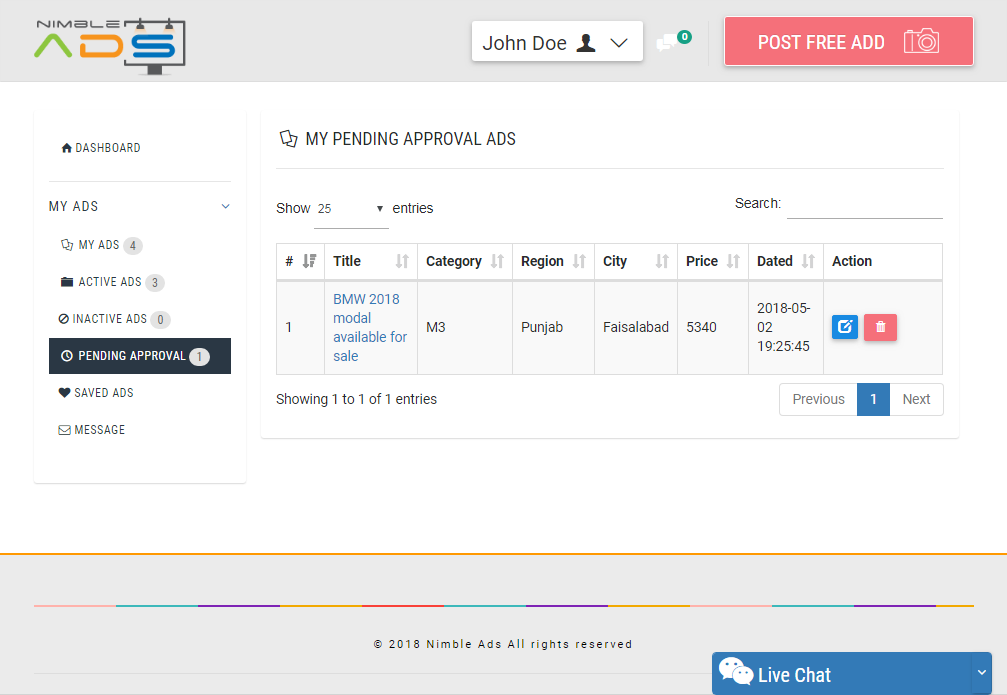 NIMBLE
ADS
John Doe
0
POST FREE ADD
DASHBOARD
MY ADS
MY ADS 4
ACTIVE ADS 3
INACTIVE ADS 0
PENDING APPROVAL 1
SAVED ADS
MESSAGE
MY PENDING APPROVAL ADS
Show 25 entries
Search:
# Title Category Region City Price Dated Action
1 BMW 2018 modal available for sale M3 Punjab Faisalabad 5340 2018-05-02 19:25:45
Showing 1 to 1 of 1 entries
Previous 1 Next
© 2018 Nimble Ads All rights reserved
Live Chat